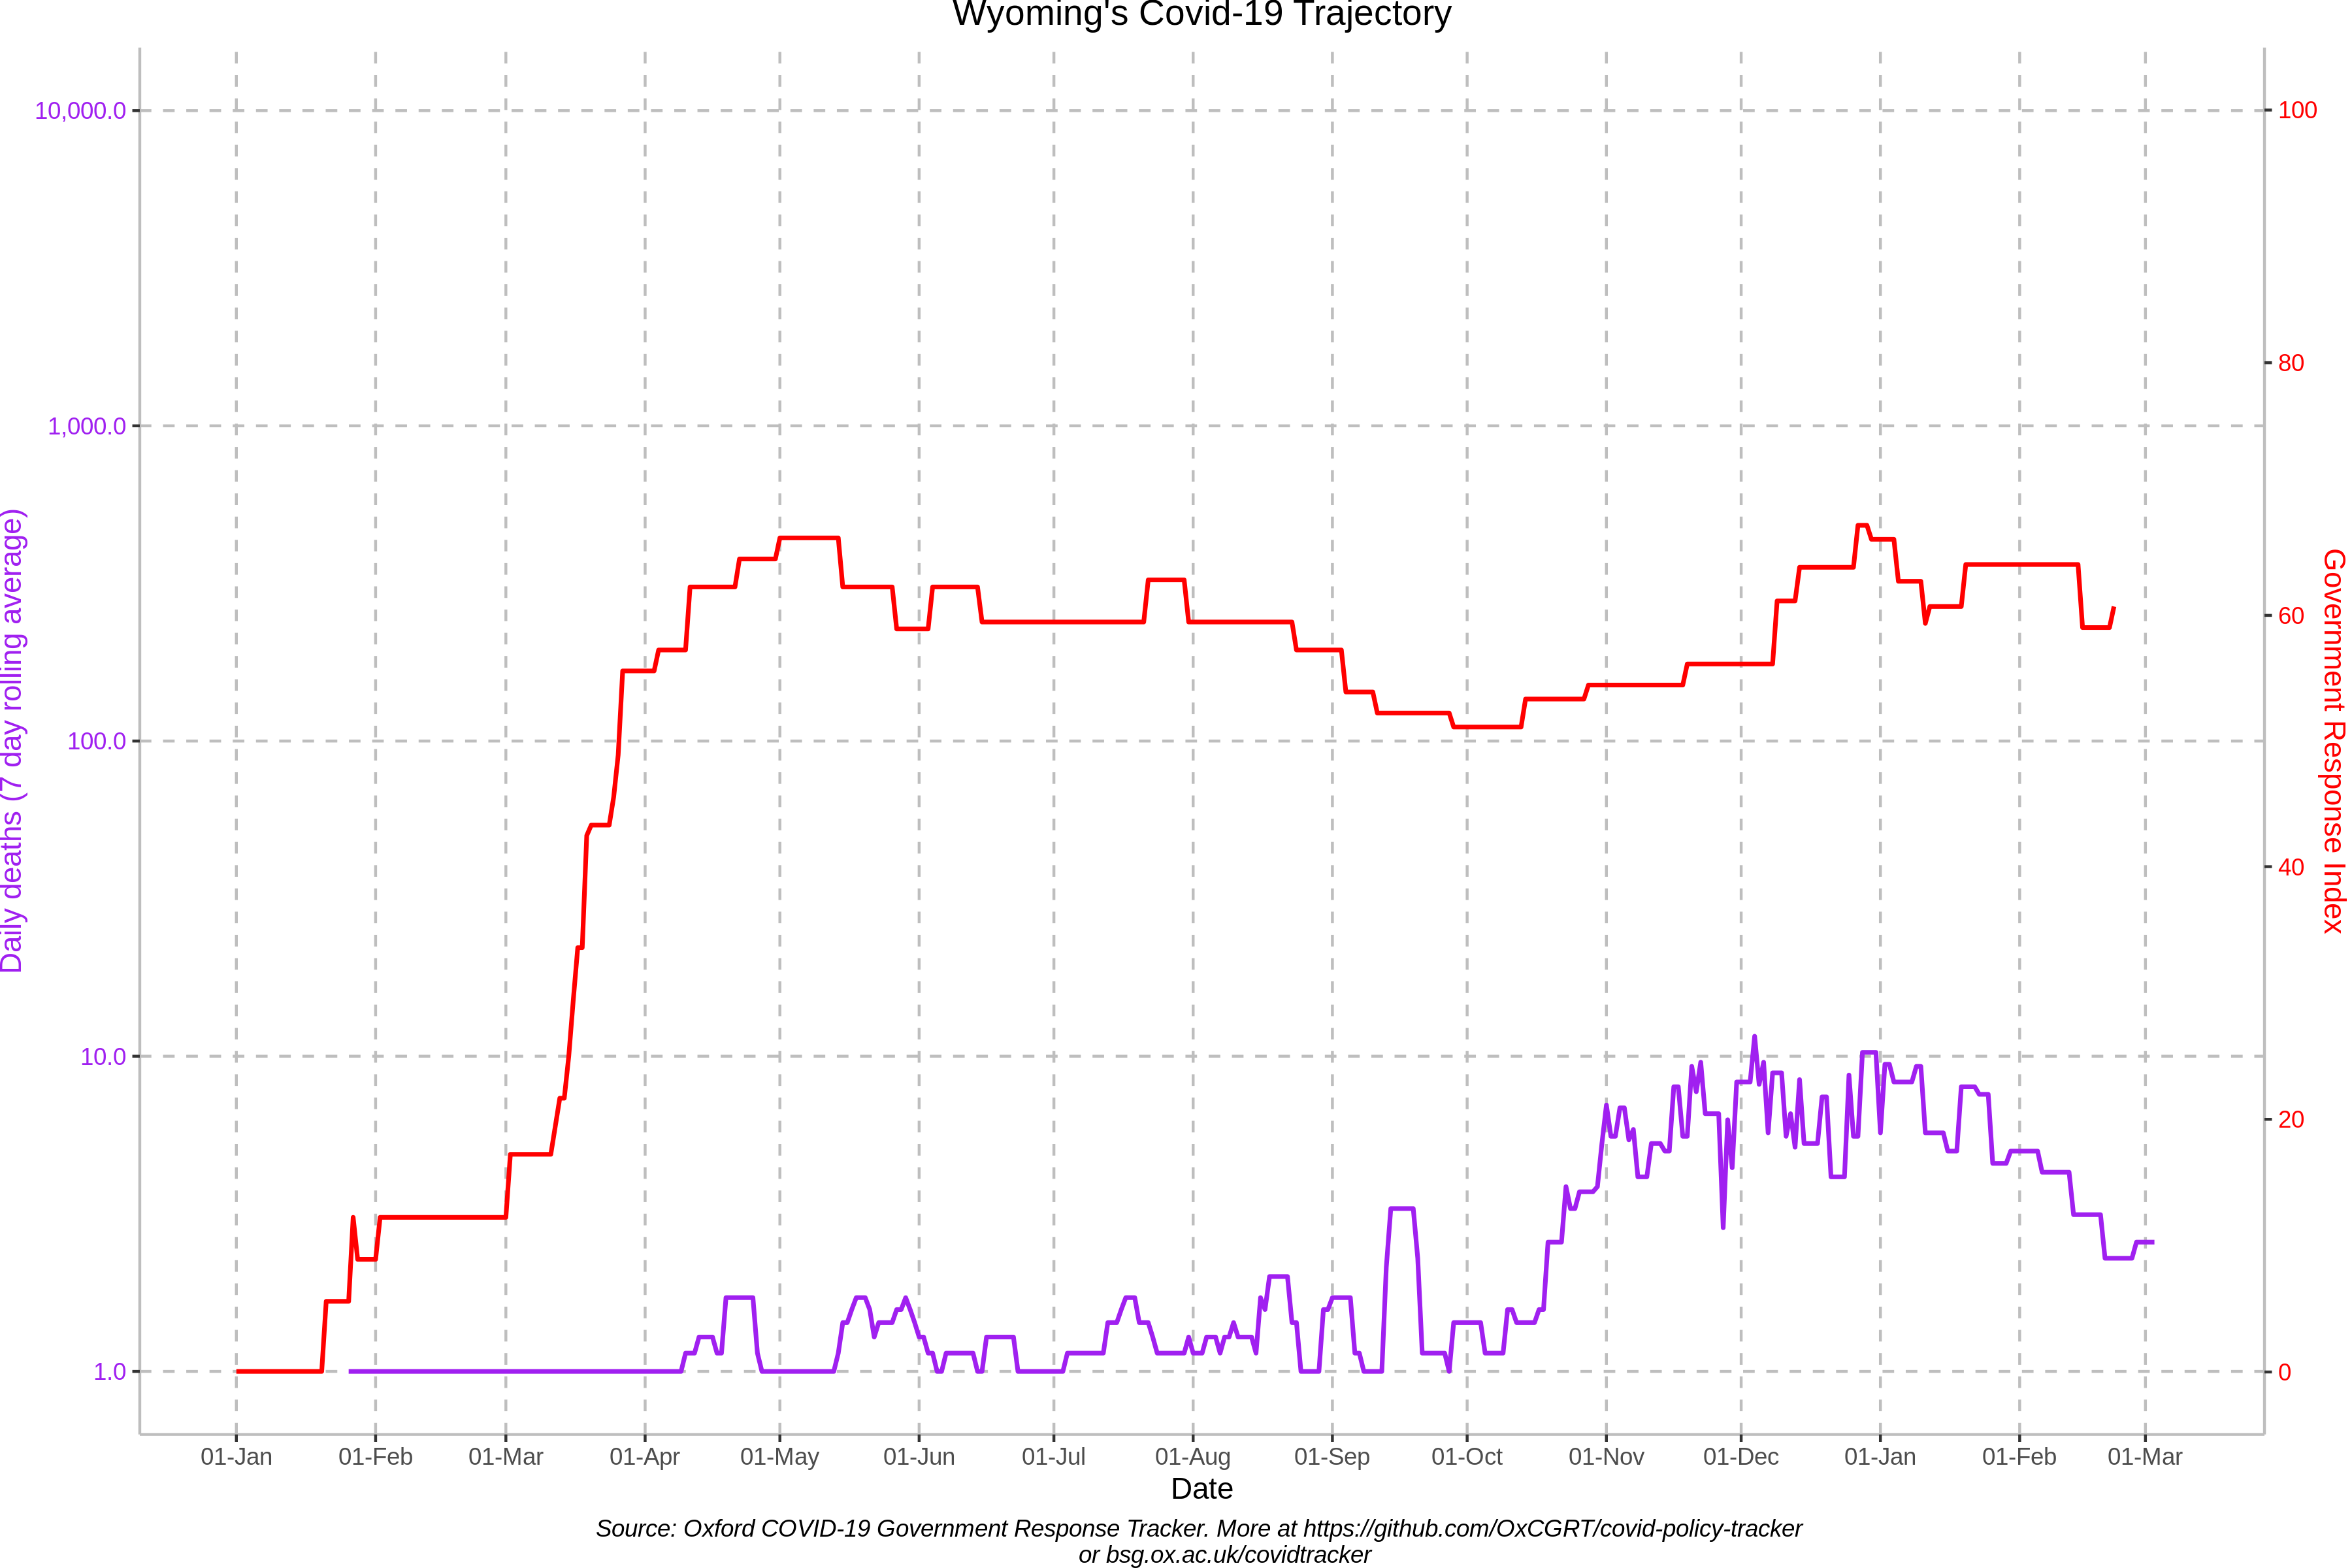 Wyoming's Covid-19 Trajectory
10,000.0
1,000.0
100.0
10.0
1.0
Daily deaths (7 day rolling average)
100
80
60
40
20
0
Government Response Index
01-Jan 01-Feb 01-Mar 01-Apr 01-May 01-Jun 01-Jul 01-Aug 01-Sep 01-Oct 01-Nov 01-Dec 01-Jan 01-Feb 01-Mar
Date
Source: Oxford COVID-19 Government Response Tracker. More at https://github.com/OxCGRT/covid-policy-tracker
or bsg.ox.ac.uk/covidtracker